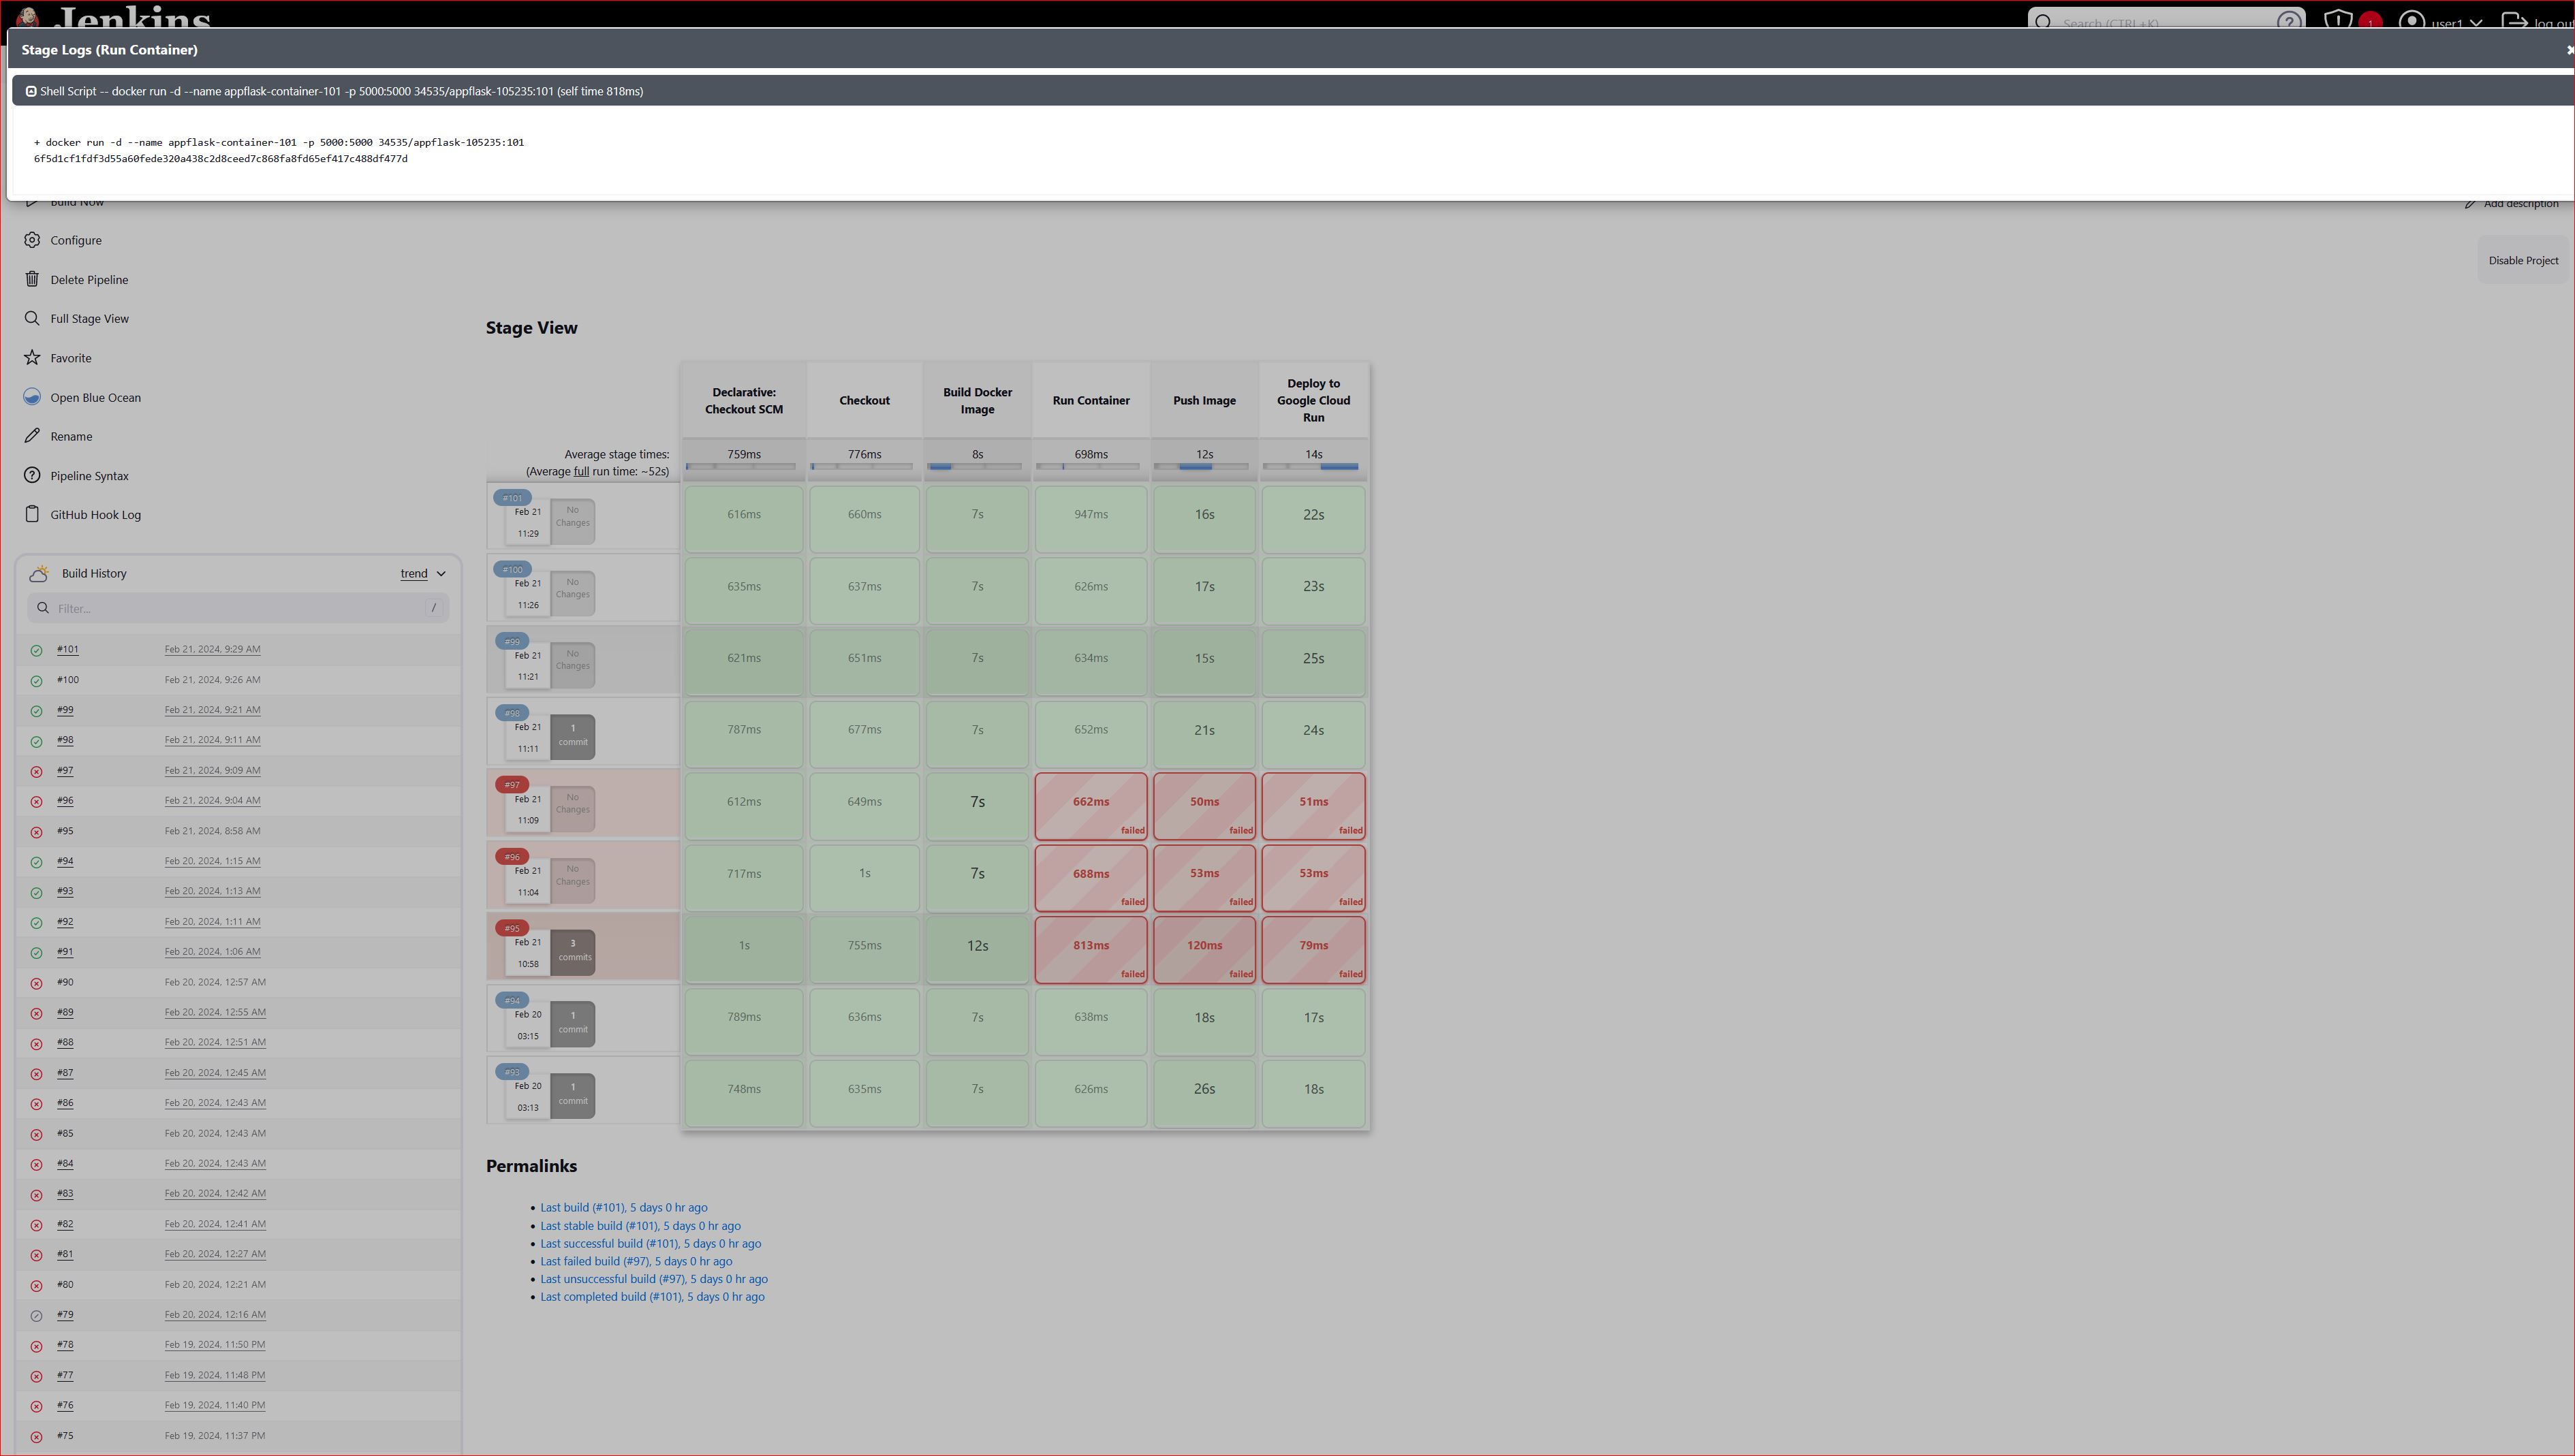 Jenkins
Search (CTRL+K)
1
user1
log out
Stage Logs (Run Container)
Shell Script -- docker run -d --name appflask-container-101 -p 5000:5000 34535/appflask-105235:101 (self time 818ms)
+ docker run -d --name appflask-container-101 -p 5000:5000 34535/appflask-105235:101
6f5d1cf1fdf3d55a60fede320a438c2d8ceed7c868fa8fd65ef417c488df477d
Build Now
Add description
Configure
Disable Project
Delete Pipeline
Full Stage View
Favorite
Open Blue Ocean
Rename
Pipeline Syntax
GitHub Hook Log
Build History
trend
Filter...
/
#101 Feb 21, 2024, 9:29 AM
#100 Feb 21, 2024, 9:26 AM
#99 Feb 21, 2024, 9:21 AM
#98 Feb 21, 2024, 9:11 AM
#97 Feb 21, 2024, 9:09 AM
#96 Feb 21, 2024, 9:04 AM
#95 Feb 21, 2024, 8:58 AM
#94 Feb 20, 2024, 1:15 AM
#93 Feb 20, 2024, 1:13 AM
#92 Feb 20, 2024, 1:11 AM
#91 Feb 20, 2024, 1:06 AM
#90 Feb 20, 2024, 12:57 AM
#89 Feb 20, 2024, 12:55 AM
#88 Feb 20, 2024, 12:51 AM
#87 Feb 20, 2024, 12:45 AM
#86 Feb 20, 2024, 12:43 AM
#85 Feb 20, 2024, 12:43 AM
#84 Feb 20, 2024, 12:43 AM
#83 Feb 20, 2024, 12:42 AM
#82 Feb 20, 2024, 12:41 AM
#81 Feb 20, 2024, 12:27 AM
#80 Feb 20, 2024, 12:21 AM
#79 Feb 20, 2024, 12:16 AM
#78 Feb 19, 2024, 11:50 PM
#77 Feb 19, 2024, 11:48 PM
#76 Feb 19, 2024, 11:40 PM
#75 Feb 19, 2024, 11:37 PM
Stage View
Declarative:
Checkout SCM
Checkout
Build Docker
Image
Run Container
Push Image
Deploy to
Google Cloud
Run
Average stage times:
(Average full run time: ~52s)
759ms 776ms 8s 698ms 12s 14s
#101
Feb 21
11:29
No
Changes
616ms 660ms 7s 947ms 16s 22s
#100
Feb 21
11:26
No
Changes
635ms 637ms 7s 626ms 17s 23s
#99
Feb 21
11:21
No
Changes
621ms 651ms 7s 634ms 15s 25s
#98
Feb 21
11:11
1
commit
787ms 677ms 7s 652ms 21s 24s
#97
Feb 21
11:09
No
Changes
612ms 649ms 7s 662ms 50ms 51ms
failed failed failed
#96
Feb 21
11:04
No
Changes
717ms 1s 7s 688ms 53ms 53ms
failed failed failed
#95
Feb 21
10:58
3
commits
1s 755ms 12s 813ms 120ms 79ms
failed failed failed
#94
Feb 20
03:15
1
commit
789ms 636ms 7s 638ms 18s 17s
#93
Feb 20
03:13
1
commit
748ms 635ms 7s 626ms 26s 18s
Permalinks
Last build (#101), 5 days 0 hr ago
Last stable build (#101), 5 days 0 hr ago
Last successful build (#101), 5 days 0 hr ago
Last failed build (#97), 5 days 0 hr ago
Last unsuccessful build (#97), 5 days 0 hr ago
Last completed build (#101), 5 days 0 hr ago